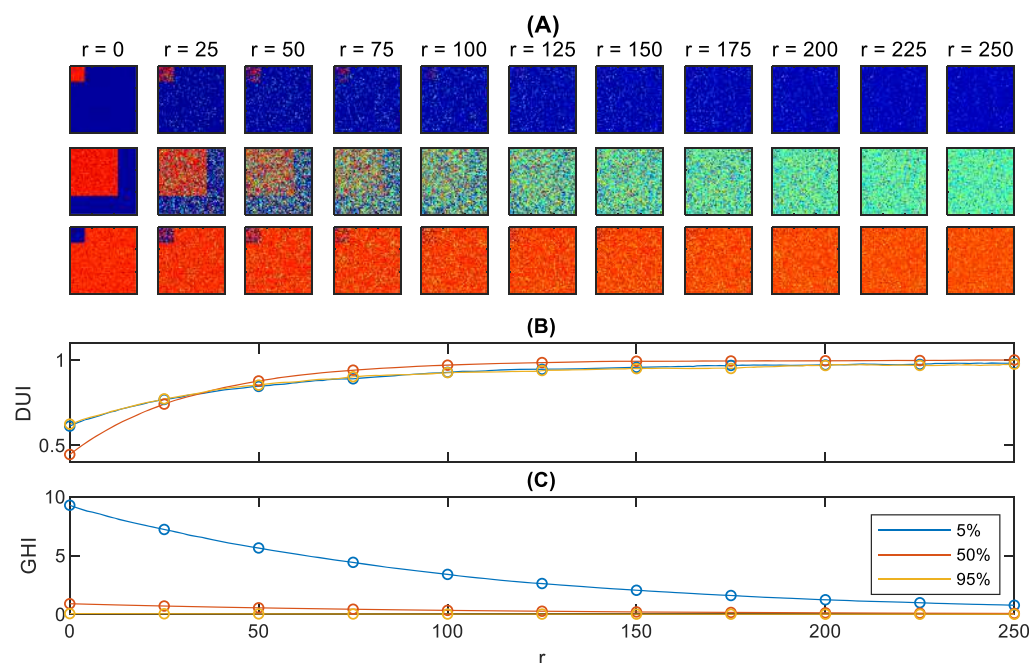 (A)
r = 0 r = 25 r = 50 r = 75 r = 100 r = 125 r = 150 r = 175 r = 200 r = 225 r = 250
(B)
1
0.5
DUI
(C)
10
5
0
GHI
5%
50%
95%
0 50 100 150 200 250
r